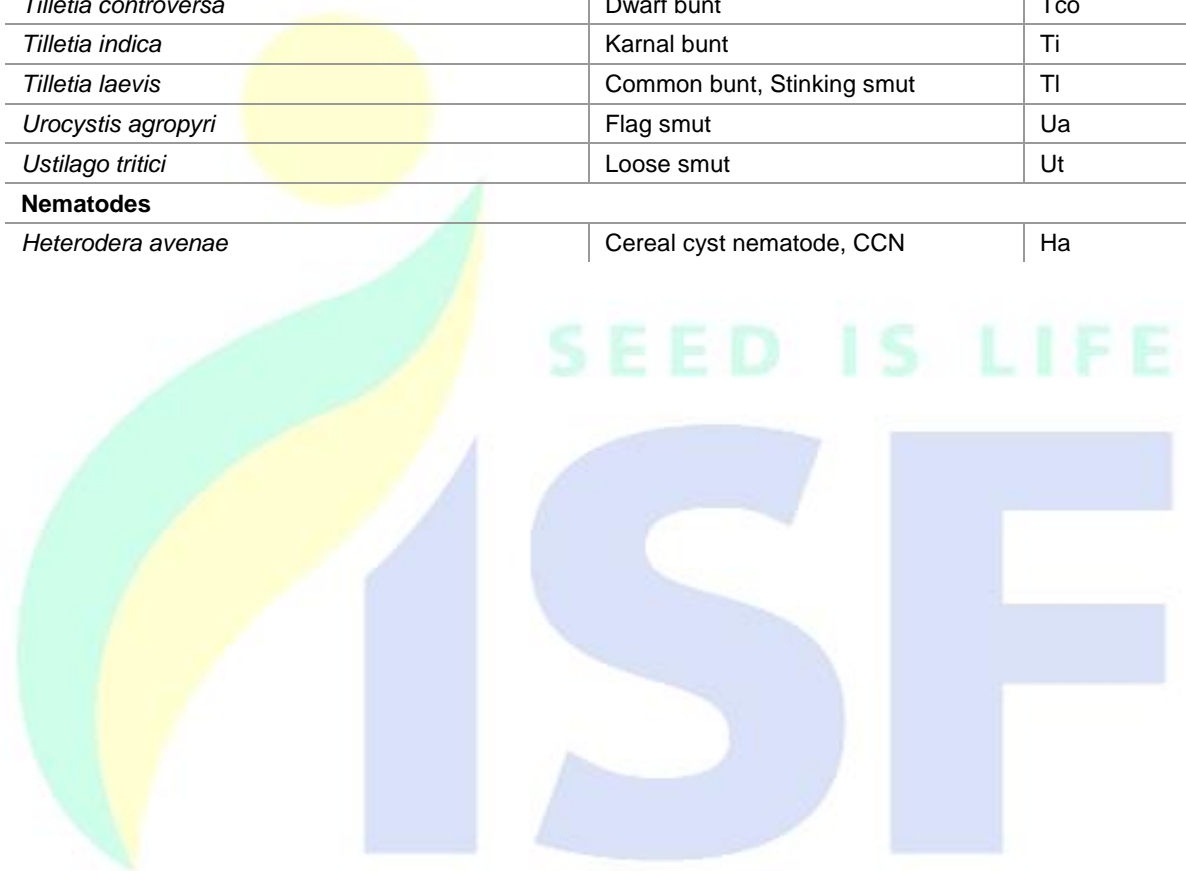 Tilletia controversa Dwarf bunt Tco
Tilletia indica Karnal bunt Ti
Tilletia laevis Common bunt, Stinking smut Tl
Urocystis agropyri Flag smut Ua
Ustilago tritici Loose smut Ut
Nematodes
Heterodera avenae Cereal cyst nematode, CCN Ha
SEED IS LIFE
ISF